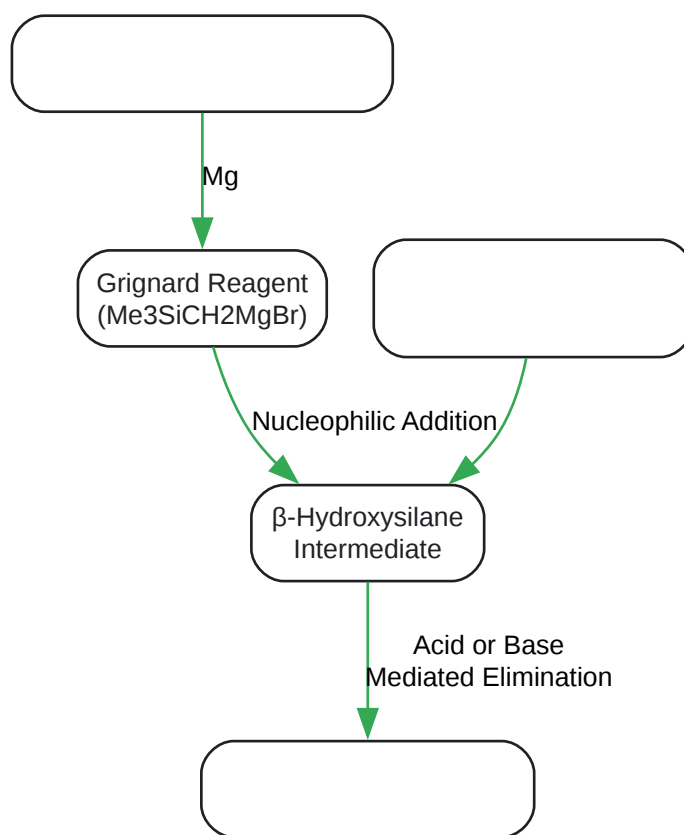 Mg
Grignard Reagent
(Me3SiCH2MgBr)
Nucleophilic Addition
β-Hydroxysilane
Intermediate
Acid or Base
Mediated Elimination